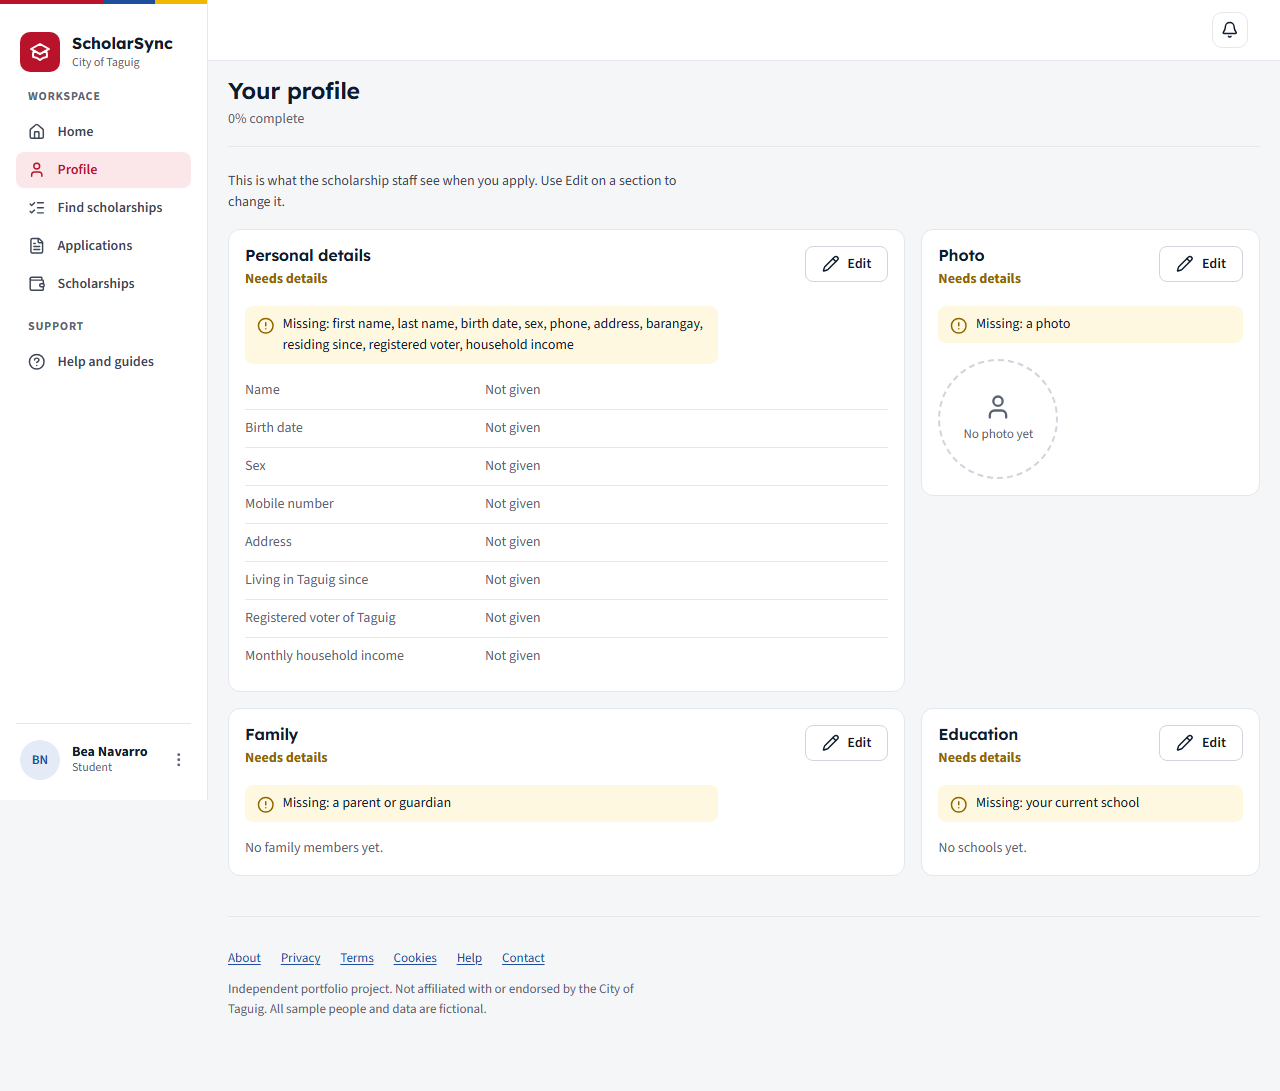 ScholarSync
City of Taguig
WORKSPACE
Home
Profile
Find scholarships
Applications
Scholarships
SUPPORT
Help and guides
BN
Bea Navarro
Student
Your profile
0% complete
This is what the scholarship staff see when you apply. Use Edit on a section to
change it.
Personal details
Needs details
Edit
Missing: first name, last name, birth date, sex, phone, address, barangay,
residing since, registered voter, household income
Name Not given
Birth date Not given
Sex Not given
Mobile number Not given
Address Not given
Living in Taguig since Not given
Registered voter of Taguig Not given
Monthly household income Not given
Photo
Needs details
Edit
Missing: a photo
No photo yet
Family
Needs details
Edit
Missing: a parent or guardian
No family members yet.
Education
Needs details
Edit
Missing: your current school
No schools yet.
About Privacy Terms Cookies Help Contact
Independent portfolio project. Not affiliated with or endorsed by the City of
Taguig. All sample people and data are fictional.